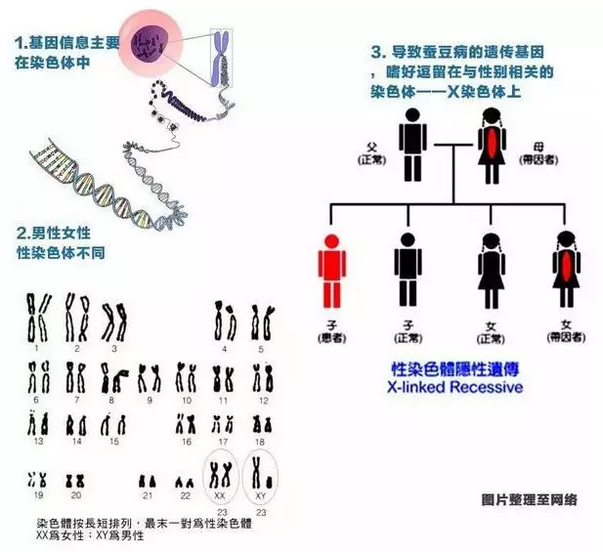 1.基因信息主要
在染色体中
2.男性女性
性染色体不同
1 2 3 4 5
6 7 8 9 10 11 12
13 14 15 16 17 18
19 20 21 22 XX XY
23 23
染色體按長短排列，最末一對爲性染色體
XX爲女性：XY爲男性
3. 导致蚕豆病的遗传基因
，嗜好逗留在与性别相关的
染色体——X染色体上
父
(正常)
母
(帶因者)
子
(患者)
子
(正常)
女
(正常)
女
(帶因者)
性染色體隱性遺傳
X-linked Recessive
图片整理至网络